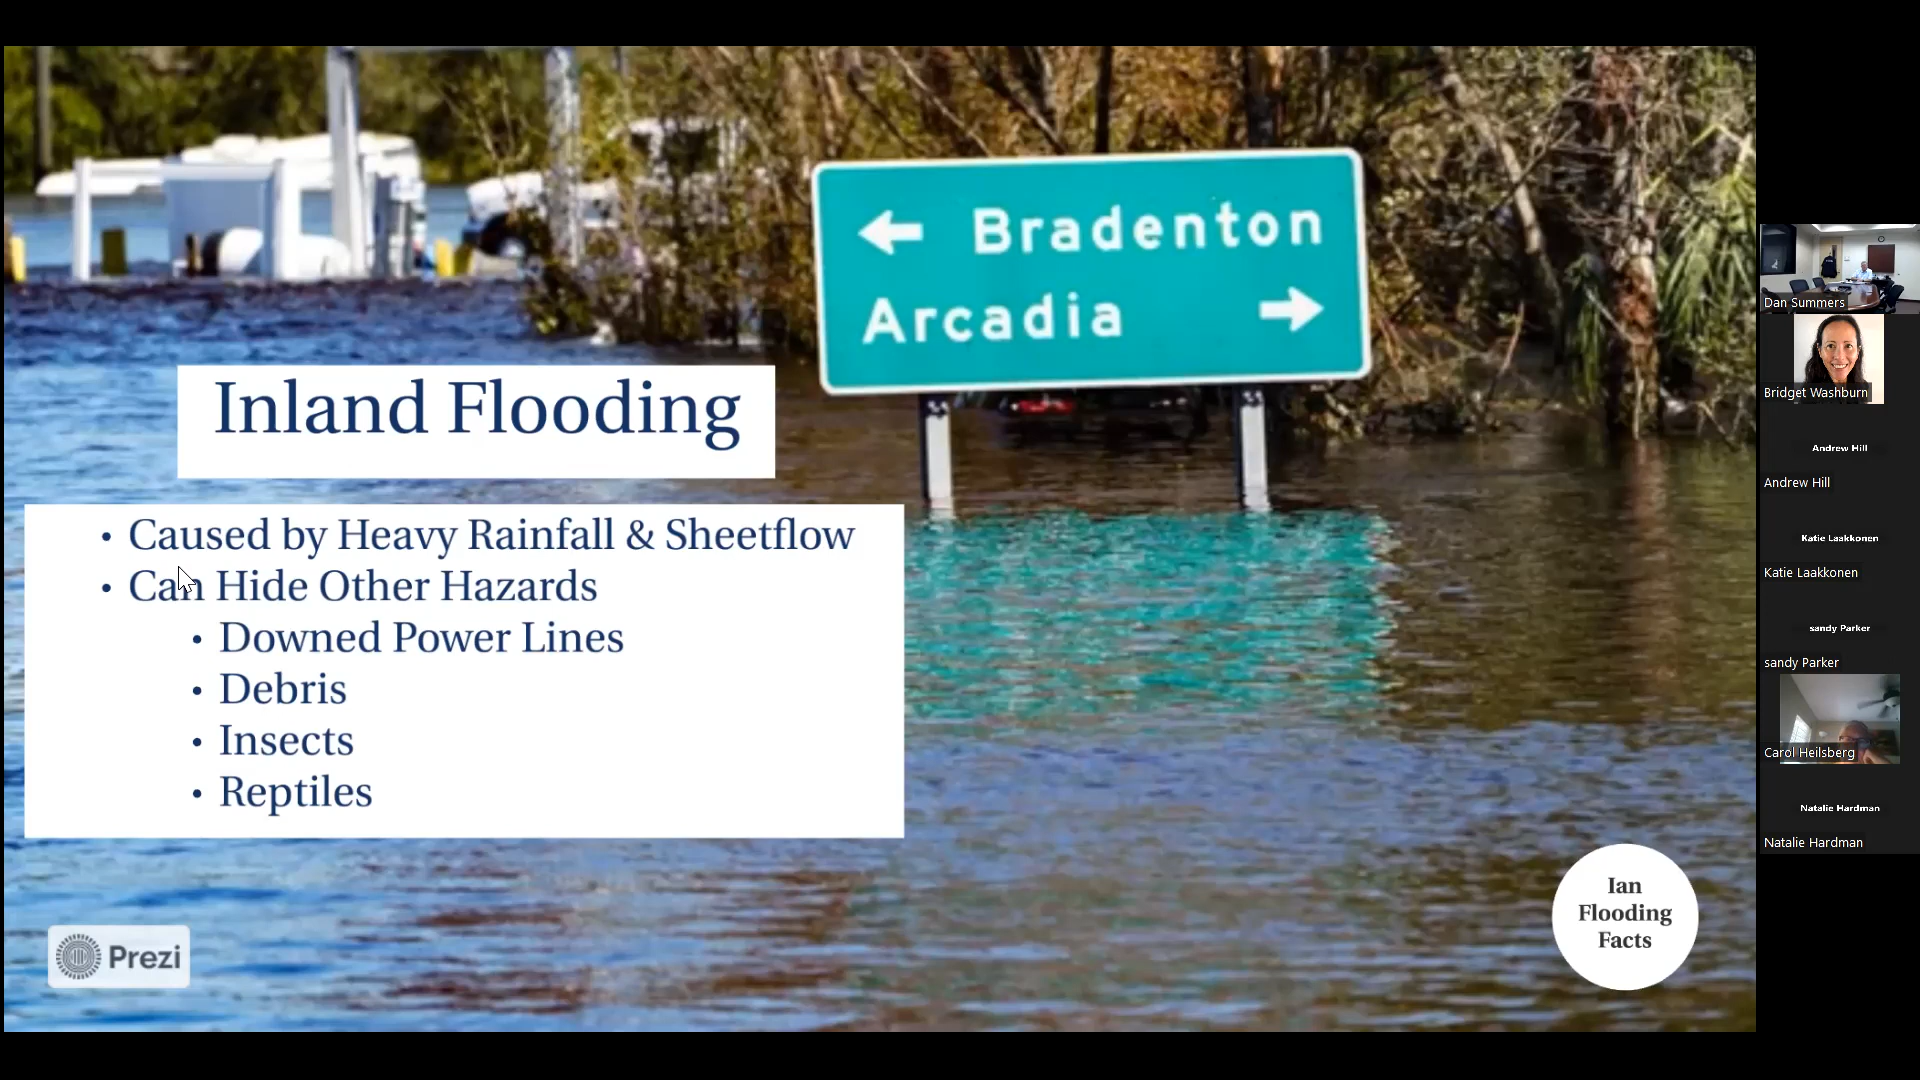 ← Bradenton
Arcadia →
Inland Flooding
• Caused by Heavy Rainfall & Sheetflow
• Can Hide Other Hazards
• Downed Power Lines
• Debris
• Insects
• Reptiles
Prezi
Ian
Flooding
Facts
Dan Summers
Bridget Washburn
Andrew Hill
Andrew Hill
Katie Laakkonen
Katie Laakkonen
sandy Parker
sandy Parker
Carol Heilsberg
Natalie Hardman
Natalie Hardman